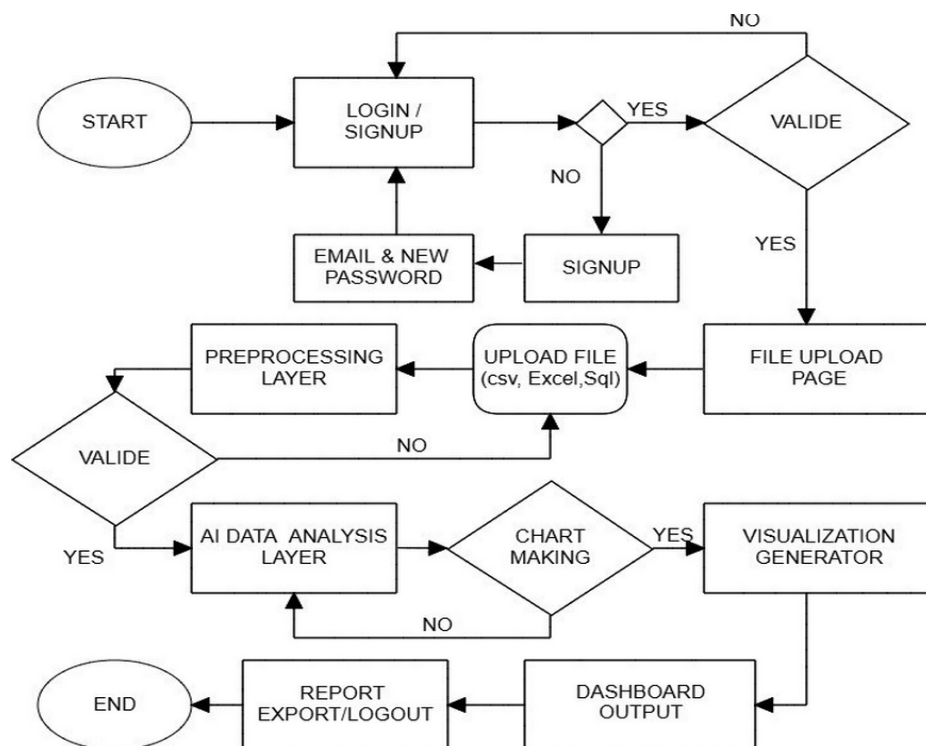 NO
START
LOGIN /
SIGNUP
YES
VALIDE
NO
YES
EMAIL & NEW
PASSWORD
SIGNUP
PREPROCESSING
LAYER
UPLOAD FILE
(csv, Excel,Sql)
FILE UPLOAD
PAGE
VALIDE
NO
YES
AI DATA ANALYSIS
LAYER
CHART
MAKING
YES
VISUALIZATION
GENERATOR
NO
END
REPORT
EXPORT/LOGOUT
DASHBOARD
OUTPUT